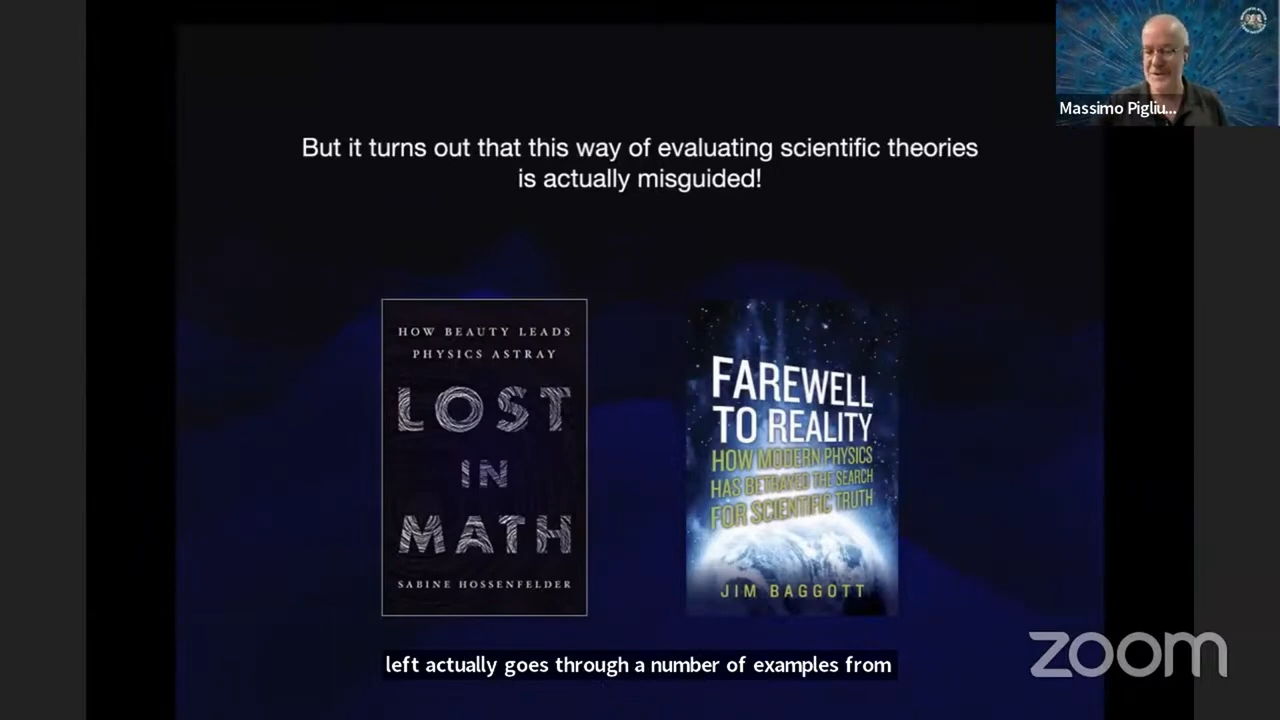 Massimo Pigliu...
But it turns out that this way of evaluating scientific theories
is actually misguided!
HOW BEAUTY LEADS
PHYSICS ASTRAY
LOST
IN
MATH
SABINE HOSSENFELDER
FAREWELL
TO REALITY
HOW MODERN PHYSICS
HAS BETRAYED THE SEARCH
FOR SCIENTIFIC TRUTH
JIM BAGGOTT
left actually goes through a number of examples from
zoom